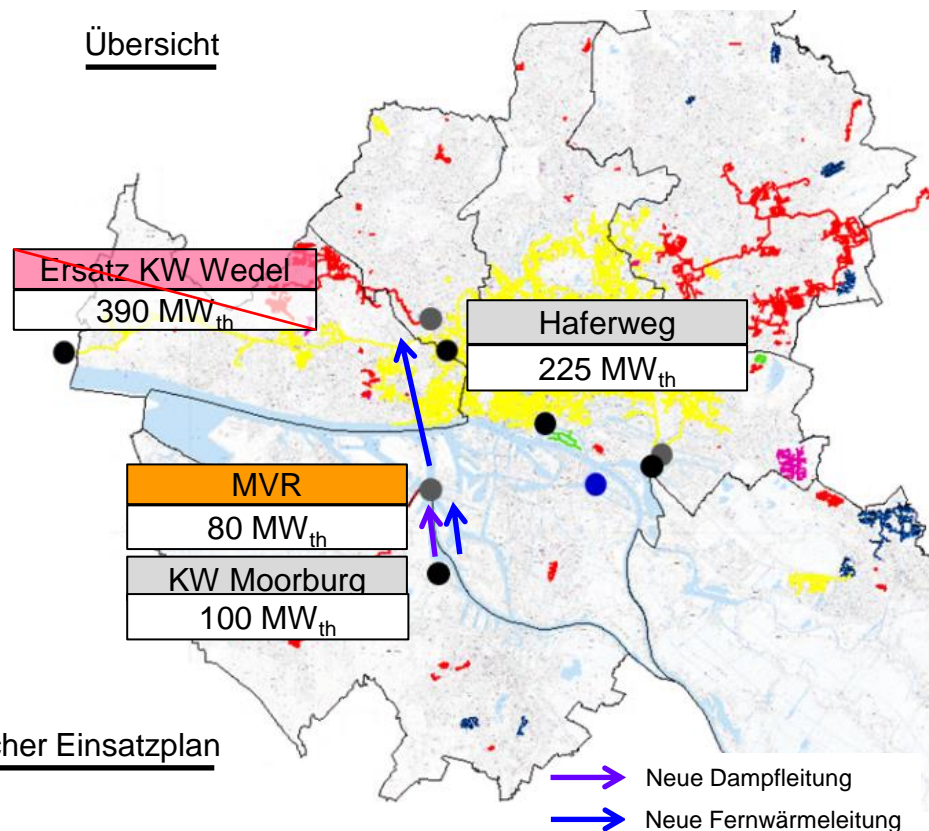 Übersicht
Ersatz KW Wedel
390 MWth
Haferweg
225 MWth
MVR
80 MWth
KW Moorburg
100 MWth
cher Einsatzplan
Neue Dampfleitung
Neue Fernwärmeleitung